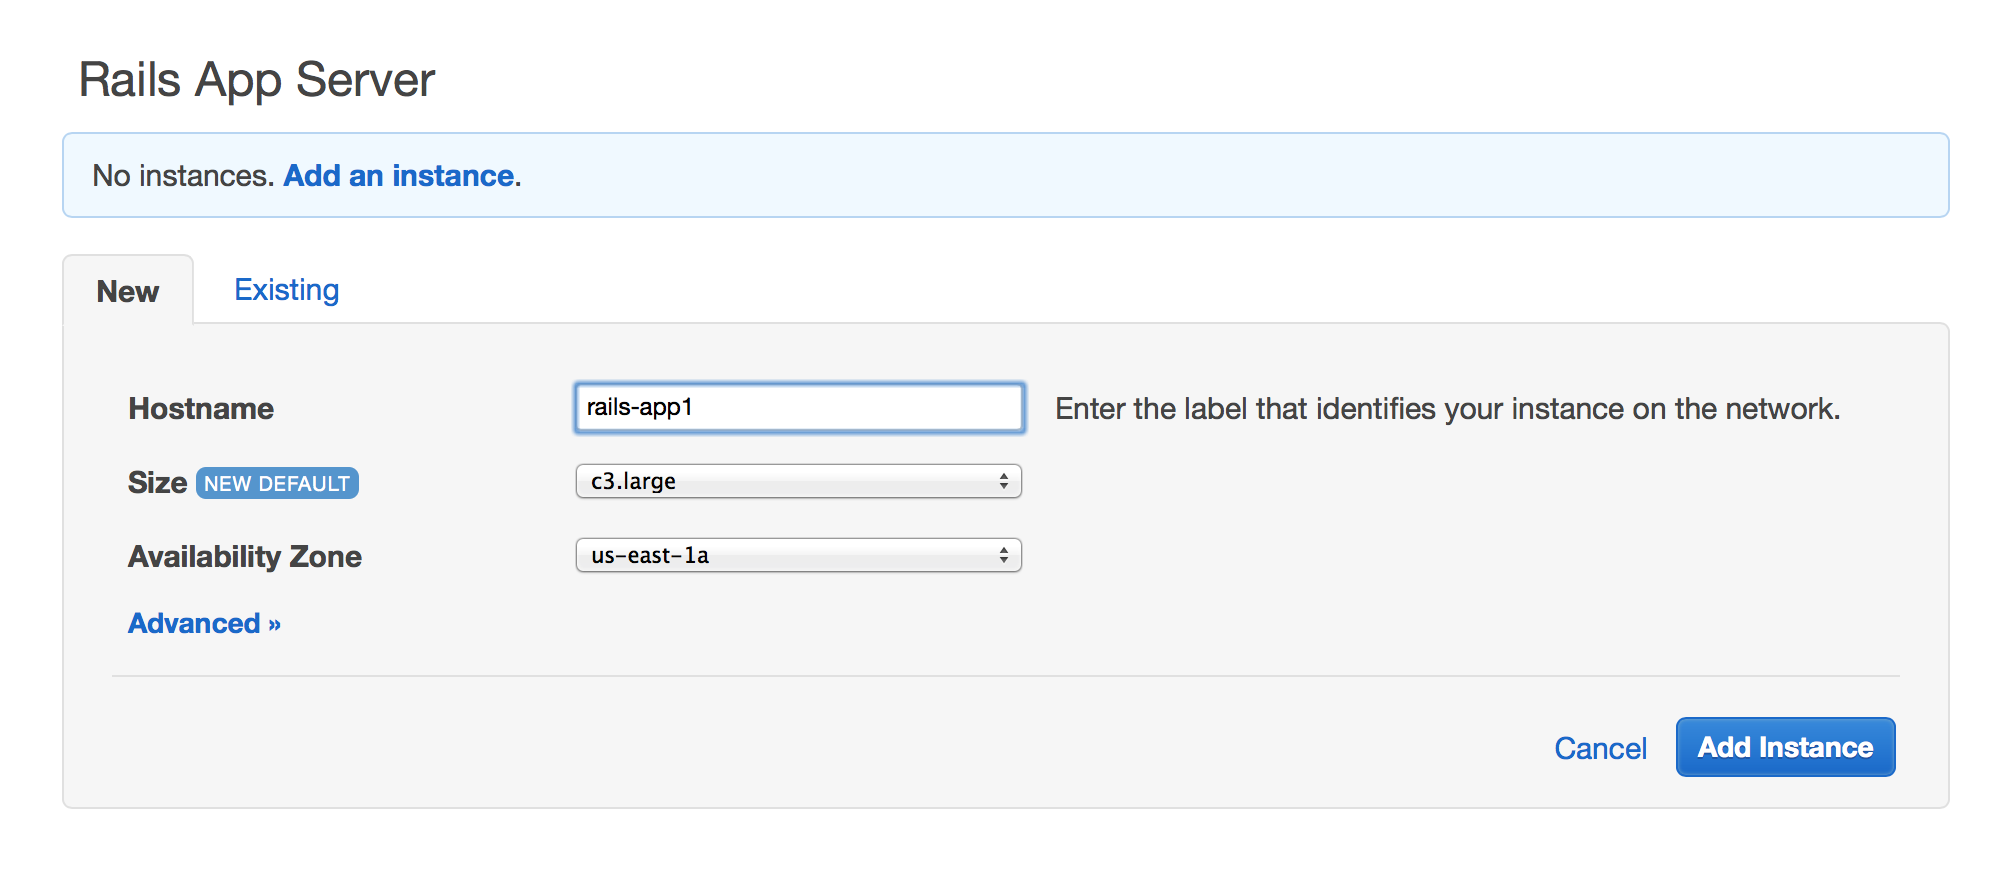 Rails App Server
No instances. Add an instance.
New Existing
Hostname rails-app1 Enter the label that identifies your instance on the network.
Size NEW DEFAULT c3.large
Availability Zone us-east-1a
Advanced »
Cancel Add Instance